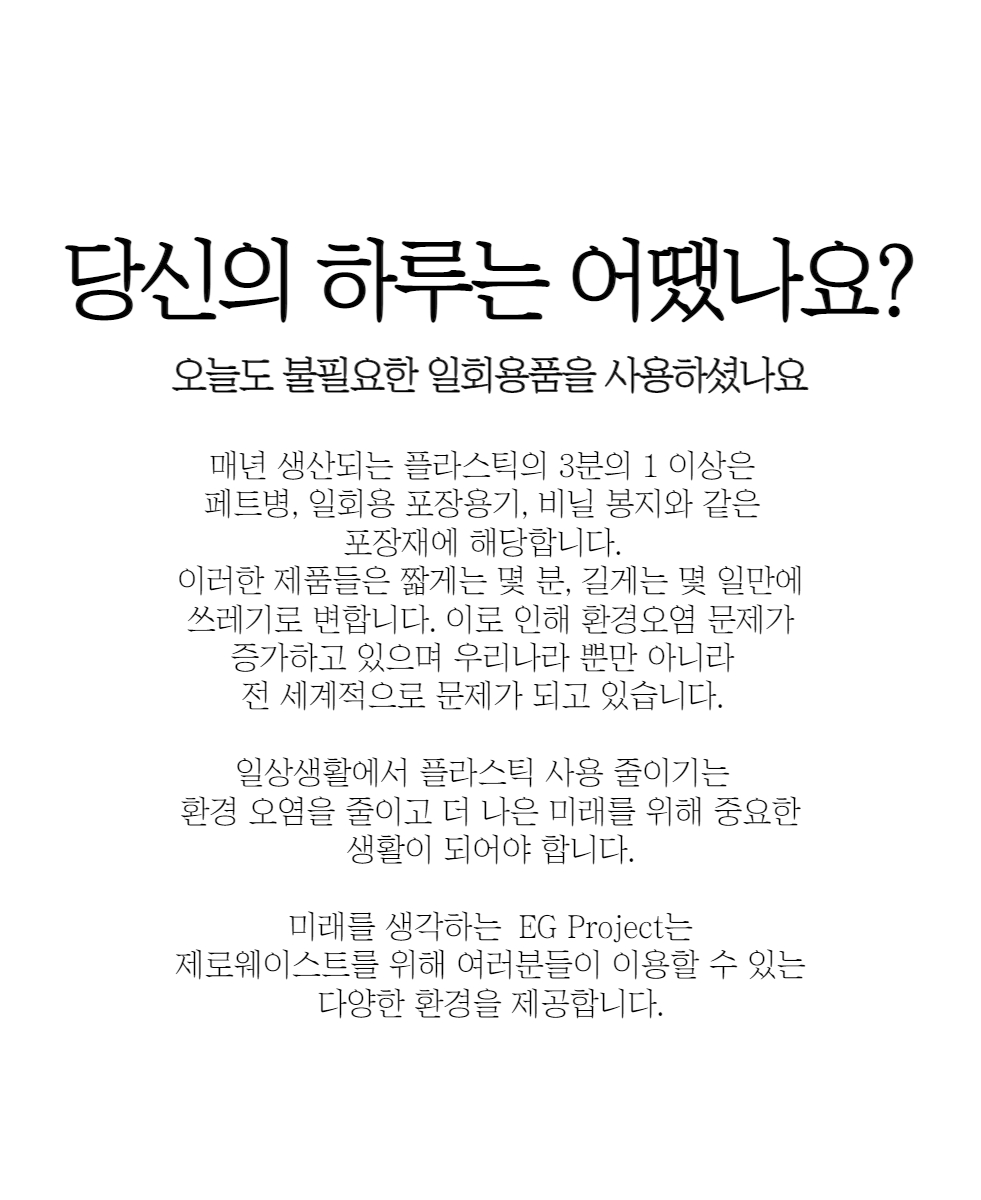 당신의 하루는 어땠나요?
오늘도 불필요한 일회용품을 사용하셨나요
매년 생산되는 플라스틱의 3분의 1 이상은
페트병, 일회용 포장용기, 비닐 봉지와 같은
포장재에 해당합니다.
이러한 제품들은 짧게는 몇 분, 길게는 몇 일만에
쓰레기로 변합니다. 이로 인해 환경오염 문제가
증가하고 있으며 우리나라 뿐만 아니라
전 세계적으로 문제가 되고 있습니다.
일상생활에서 플라스틱 사용 줄이기는
환경 오염을 줄이고 더 나은 미래를 위해 중요한
생활이 되어야 합니다.
미래를 생각하는 EG Project는
제로웨이스트를 위해 여러분들이 이용할 수 있는
다양한 환경을 제공합니다.